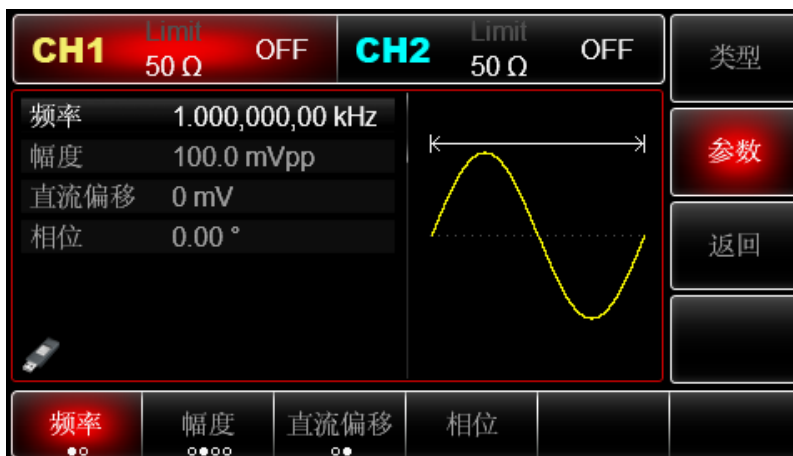 CH1 Limit 50 Ω OFF CH2 Limit 50 Ω OFF
类型
频率 1.000,000,00 kHz
幅度 100.0 mVpp
直流偏移 0 mV
相位 0.00 °
参数
返回
频率 幅度 直流偏移 相位